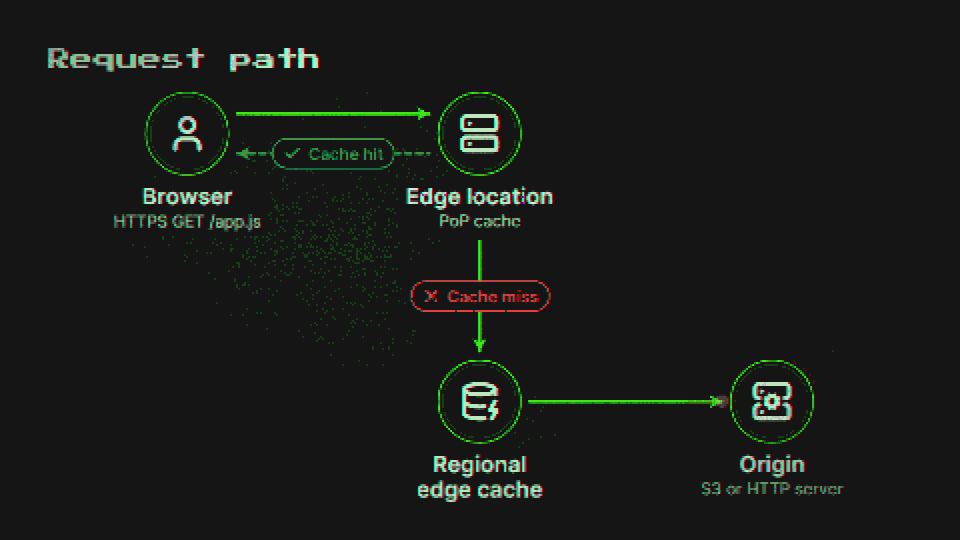 Request path
Cache hit
Browser
HTTPS GET /app.js
Edge location
PoP cache
Cache miss
Regional
edge cache
Origin
S3 or HTTP server